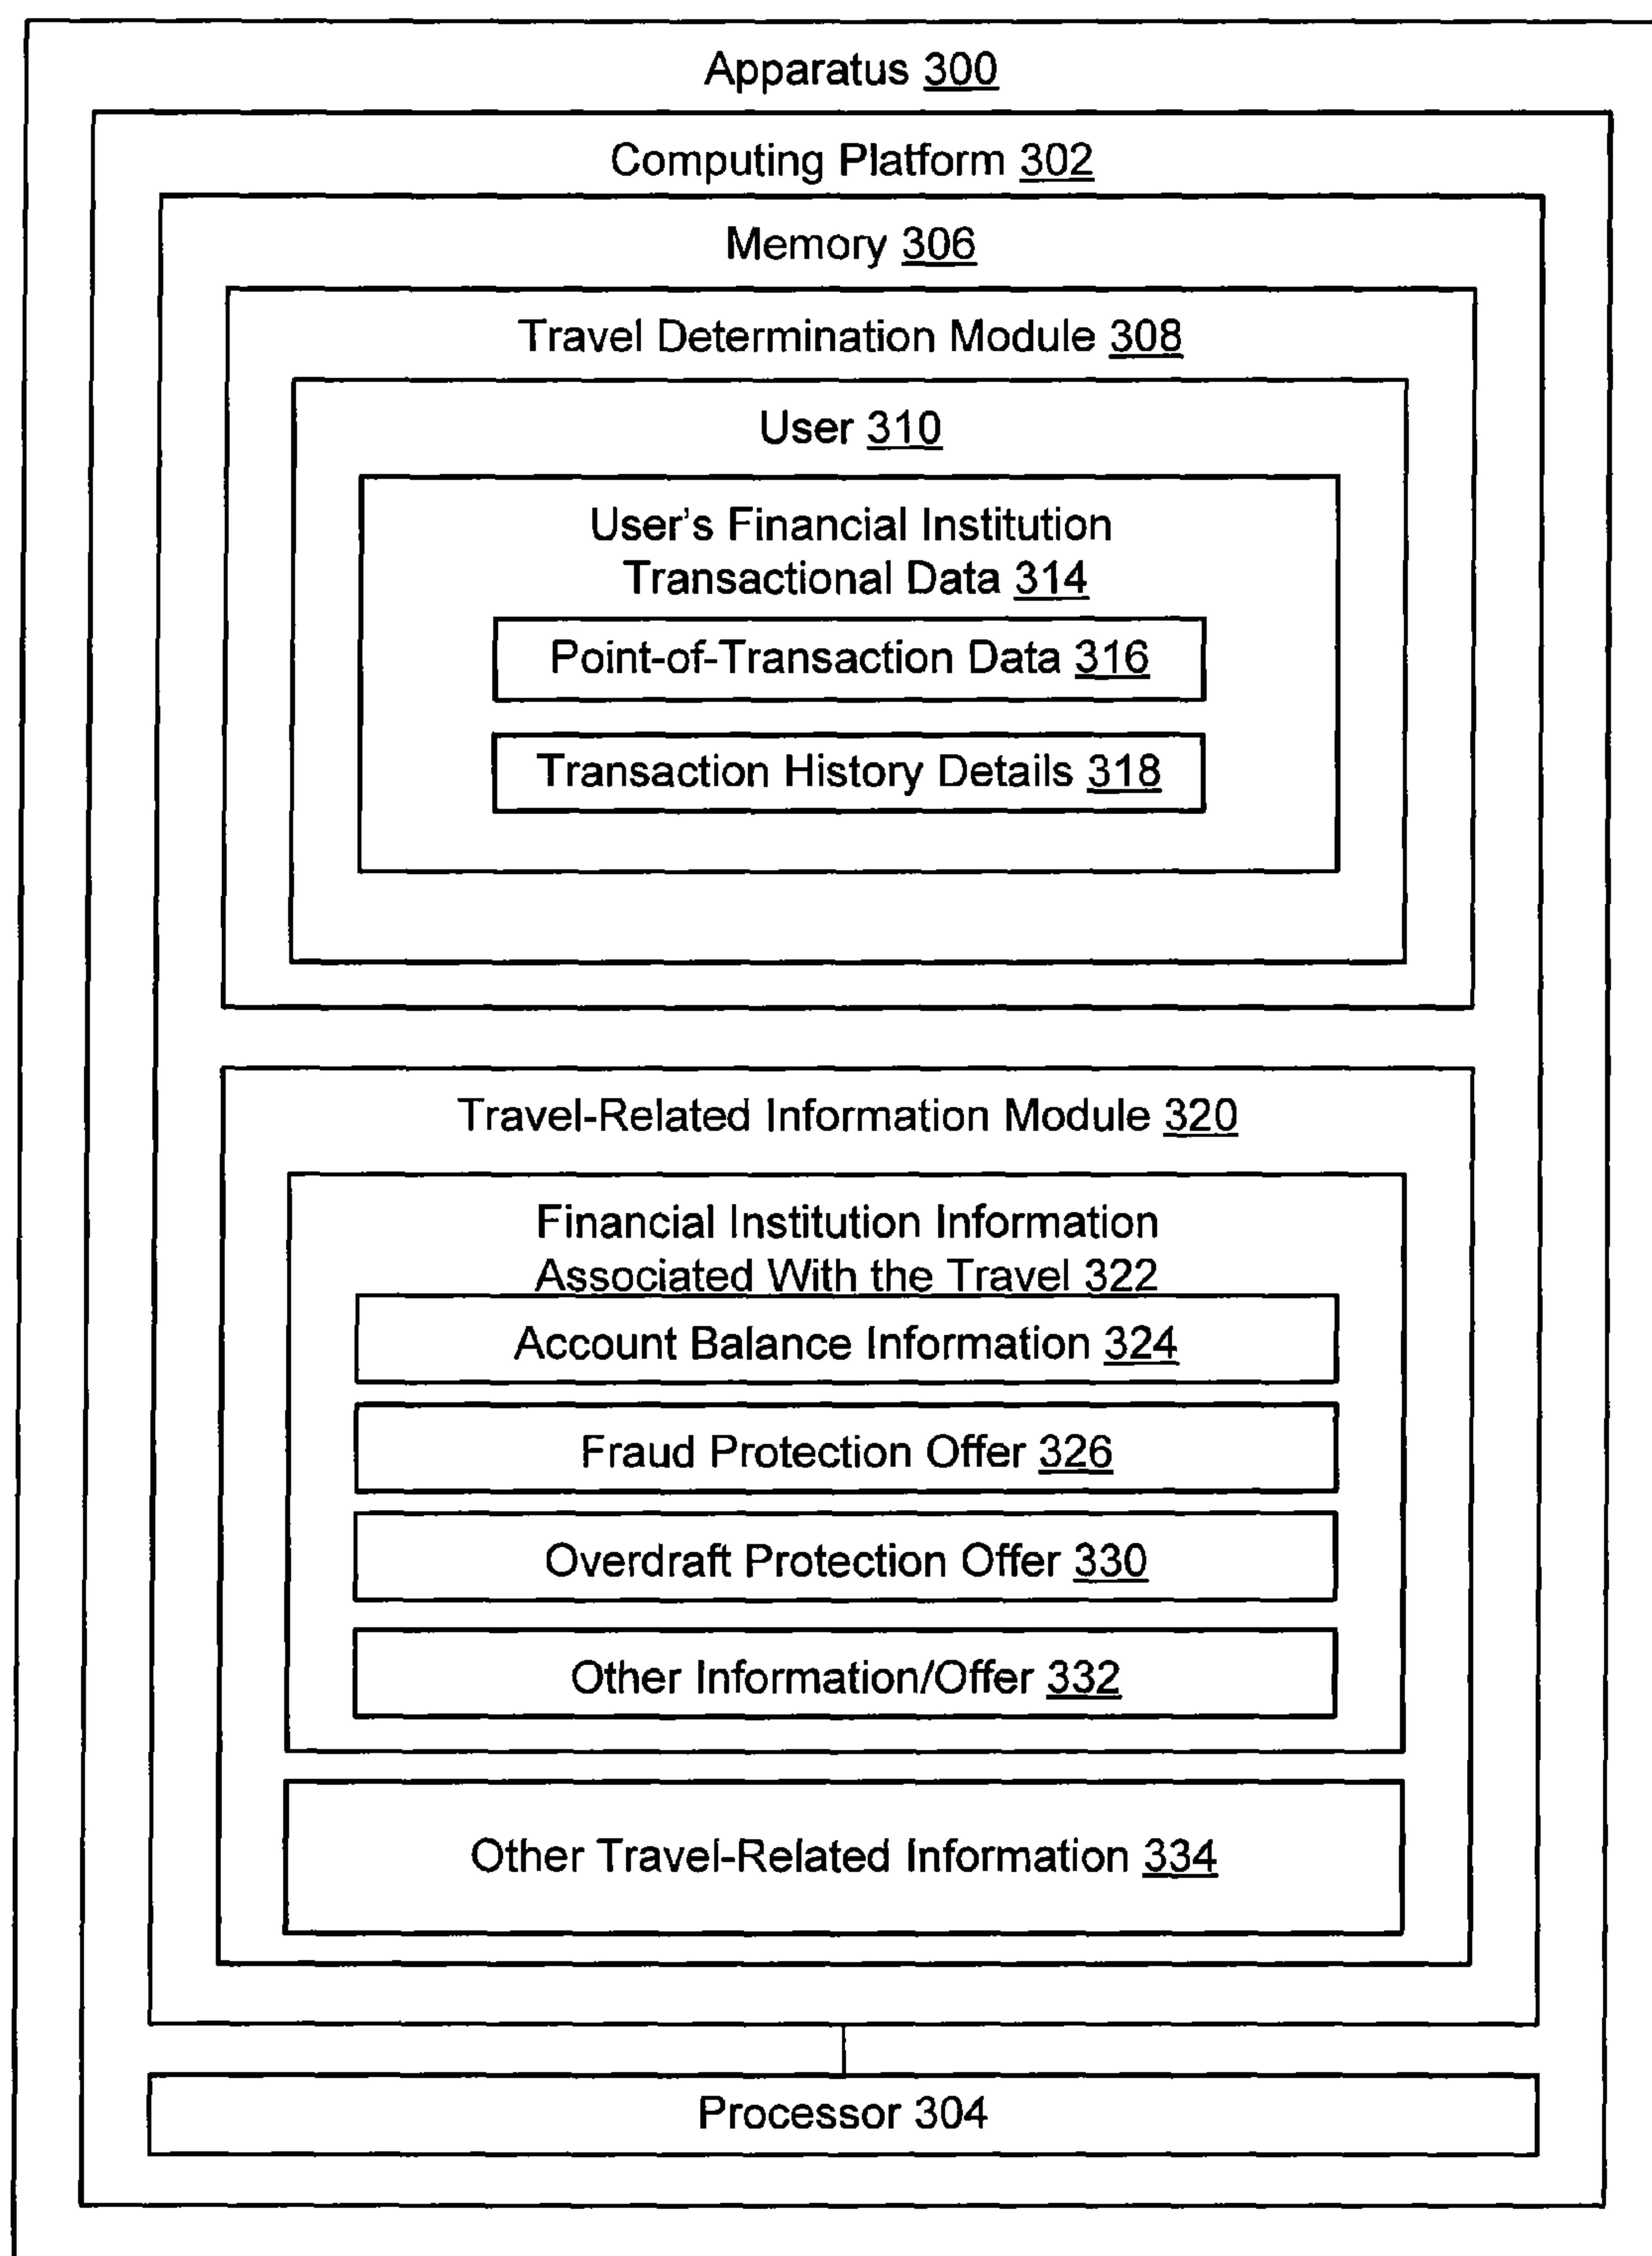 Apparatus 300
Computing Platform 302
Memory 306
Travel Determination Module 308
User 310
User's Financial Institution
Transactional Data 314
Point-of-Transaction Data 316
Transaction History Details 318
Travel-Related Information Module 320
Financial Institution Information
Associated With the Travel 322
Account Balance Information 324
Fraud Protection Offer 326
Overdraft Protection Offer 330
Other Information/Offer 332
Other Travel-Related Information 334
Processor 304